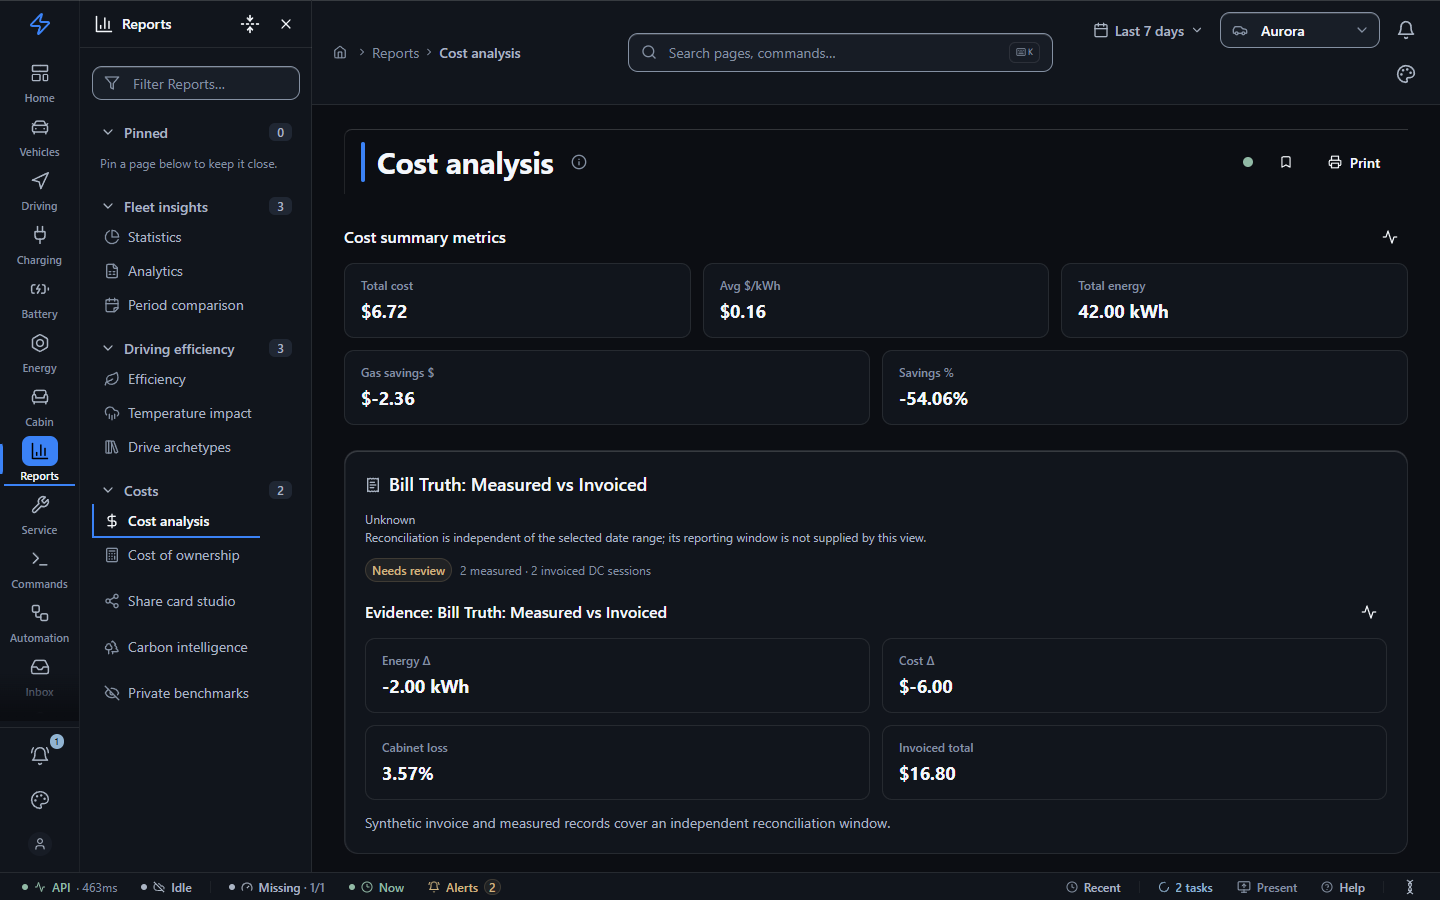 Reports
Home
Vehicles
Driving
Charging
Battery
Energy
Cabin
Reports
Service
Commands
Automation
Inbox
1
Filter Reports...
Pinned 0
Pin a page below to keep it close.
Fleet insights 3
Statistics
Analytics
Period comparison
Driving efficiency 3
Efficiency
Temperature impact
Drive archetypes
Costs 2
Cost analysis
Cost of ownership
Share card studio
Carbon intelligence
Private benchmarks
Reports Cost analysis
Search pages, commands... K
Last 7 days
Aurora
Cost analysis
Print
Cost summary metrics
Total cost
$6.72
Avg $/kWh
$0.16
Total energy
42.00 kWh
Gas savings $
$-2.36
Savings %
-54.06%
Bill Truth: Measured vs Invoiced
Unknown
Reconciliation is independent of the selected date range; its reporting window is not supplied by this view.
Needs review 2 measured · 2 invoiced DC sessions
Evidence: Bill Truth: Measured vs Invoiced
Energy Δ
-2.00 kWh
Cost Δ
$-6.00
Cabinet loss
3.57%
Invoiced total
$16.80
Synthetic invoice and measured records cover an independent reconciliation window.
API · 463ms Idle Missing · 1/1 Now Alerts 2 Recent 2 tasks Present Help